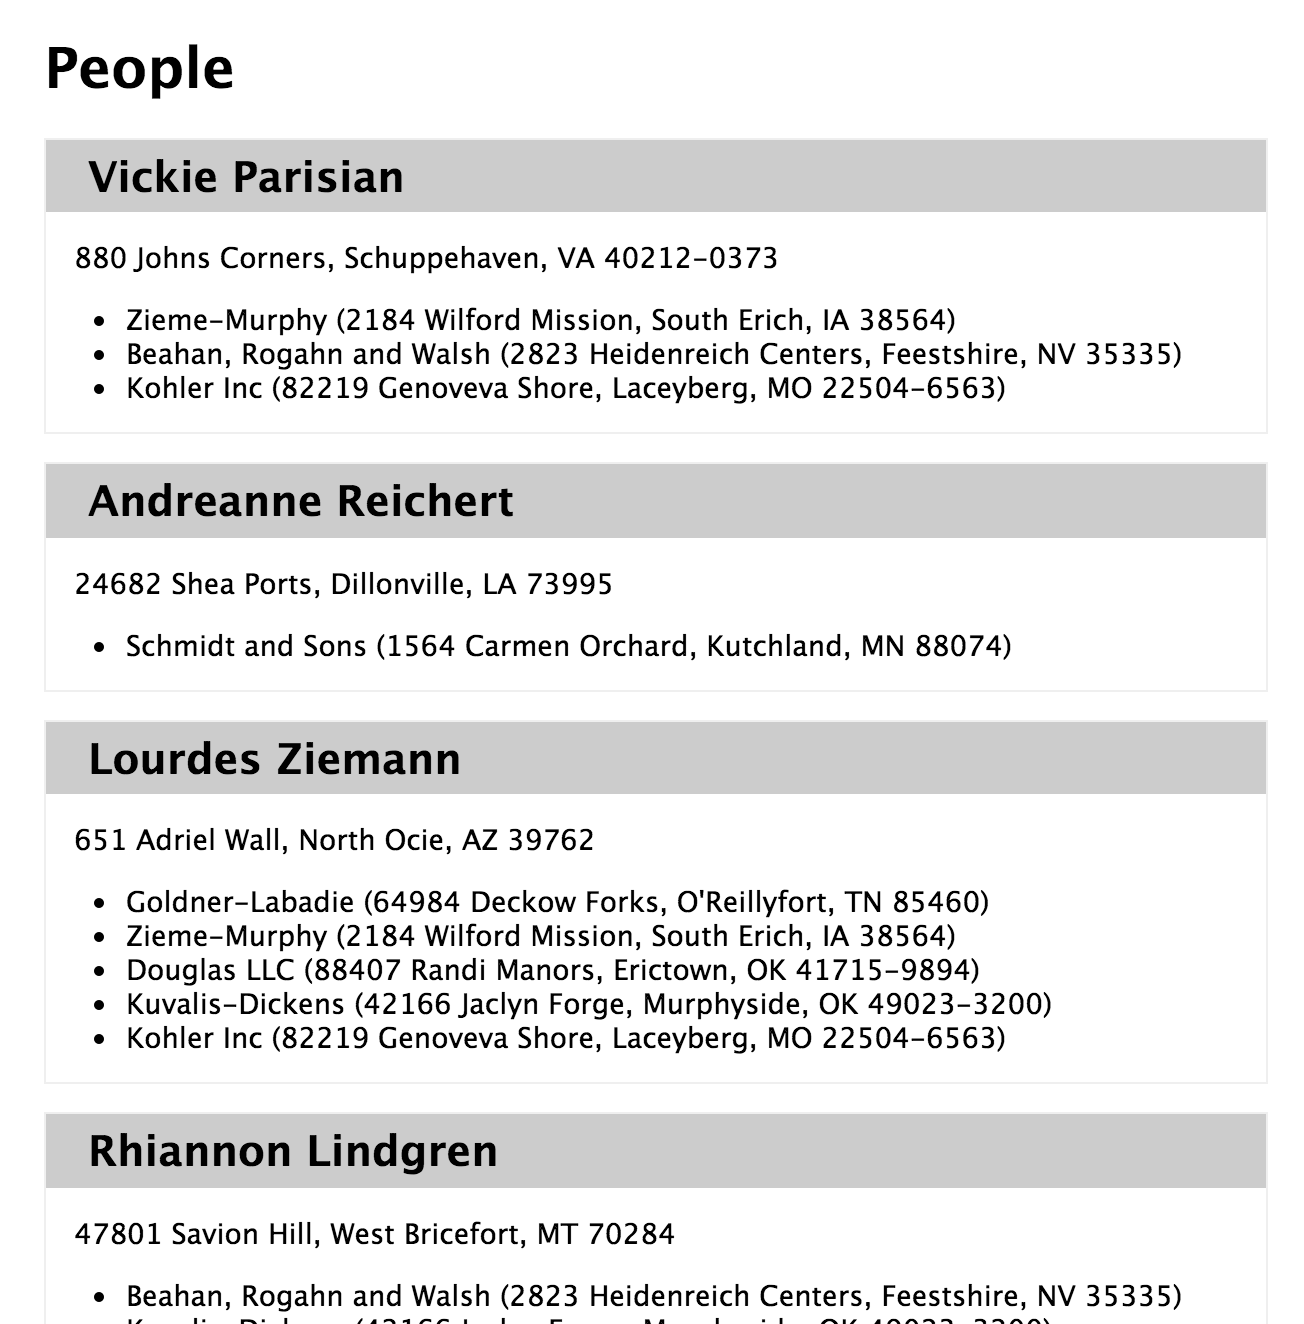 People
Vickie Parisian
880 Johns Corners, Schuppehaven, VA 40212-0373
• Zieme-Murphy (2184 Wilford Mission, South Erich, IA 38564)
• Beahan, Rogahn and Walsh (2823 Heidenreich Centers, Feestshire, NV 35335)
• Kohler Inc (82219 Genoveva Shore, Laceyberg, MO 22504-6563)
Andreanne Reichert
24682 Shea Ports, Dillonville, LA 73995
• Schmidt and Sons (1564 Carmen Orchard, Kutchland, MN 88074)
Lourdes Ziemann
651 Adriel Wall, North Ocie, AZ 39762
• Goldner-Labadie (64984 Deckow Forks, O'Reillyfort, TN 85460)
• Zieme-Murphy (2184 Wilford Mission, South Erich, IA 38564)
• Douglas LLC (88407 Randi Manors, Erictown, OK 41715-9894)
• Kuvalis-Dickens (42166 Jaclyn Forge, Murphyside, OK 49023-3200)
• Kohler Inc (82219 Genoveva Shore, Laceyberg, MO 22504-6563)
Rhiannon Lindgren
47801 Savion Hill, West Bricefort, MT 70284
• Beahan, Rogahn and Walsh (2823 Heidenreich Centers, Feestshire, NV 35335)